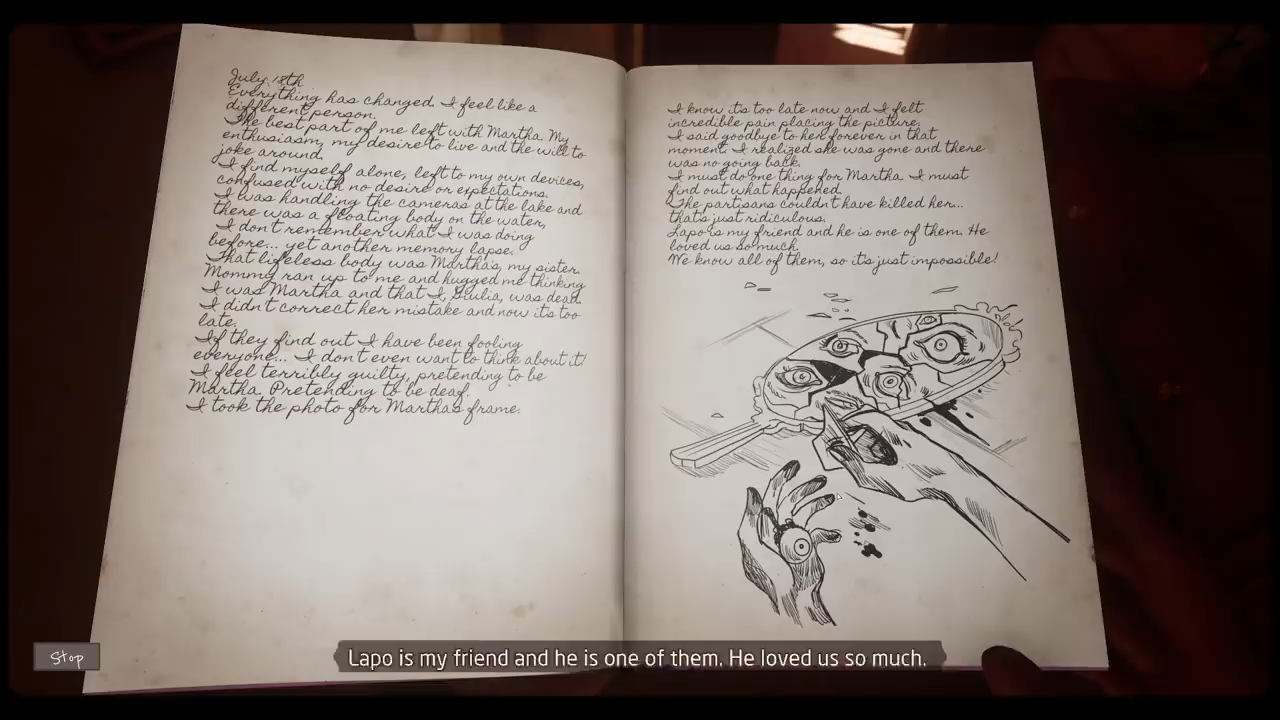 July 18th
Everything has changed. I feel like a
different person.
The best part of me left with Martha. My
enthusiasm, my desire to live and the will to
joke around.
I find myself alone, left to my own devices,
confused with no desire or expectations.
I was handling the cameras at the lake and
there was a floating body on the water,
I don't remember what I was doing
before... yet another memory lapse.
That lifeless body was Martha's, my sister.
Mommy ran up to me and hugged me thinking
I was Martha and that I, Giulia, was dead.
I didn't correct her mistake and now it's too
late.
If they find out I have been fooling
everyone... I don't even want to think about it!
I feel terribly guilty, pretending to be
Martha. Pretending to be deaf.
I took the photo for Martha's frame.
I know it's too late now and I felt
incredible pain placing the picture.
I said goodbye to her forever in that
moment. I realized she was gone and there
was no going back.
I must do one thing for Martha. I must
find out what happened.
The partisans couldn't have killed her...
that's just ridiculous.
Lapo is my friend and he is one of them. He
loved us so much.
We know all of them, so it's just impossible!
Stop
Lapo is my friend and he is one of them. He loved us so much.